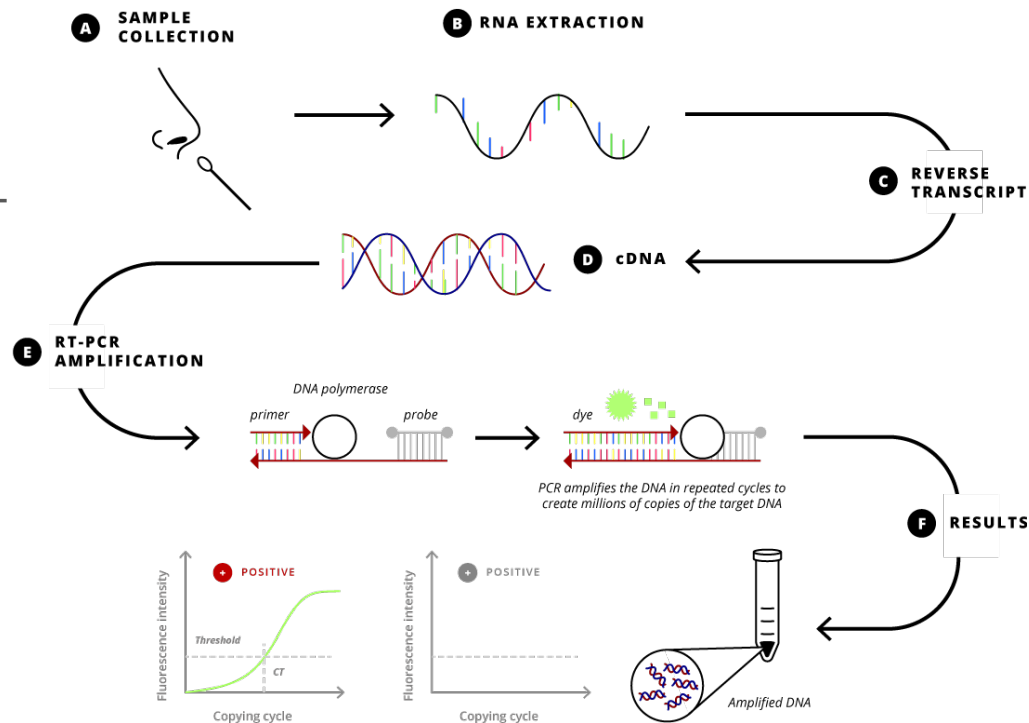 A
SAMPLE
COLLECTION
B
RNA EXTRACTION
C
REVERSE
TRANSCRIPT
D
cDNA
E
RT-PCR
AMPLIFICATION
DNA polymerase
primer
probe
dye
PCR amplifies the DNA in repeated cycles to
create millions of copies of the target DNA
F
RESULTS
Fluorescence intensity
+ POSITIVE
Threshold
CT
Copying cycle
Fluorescence intensity
+ POSITIVE
Copying cycle
Amplified DNA